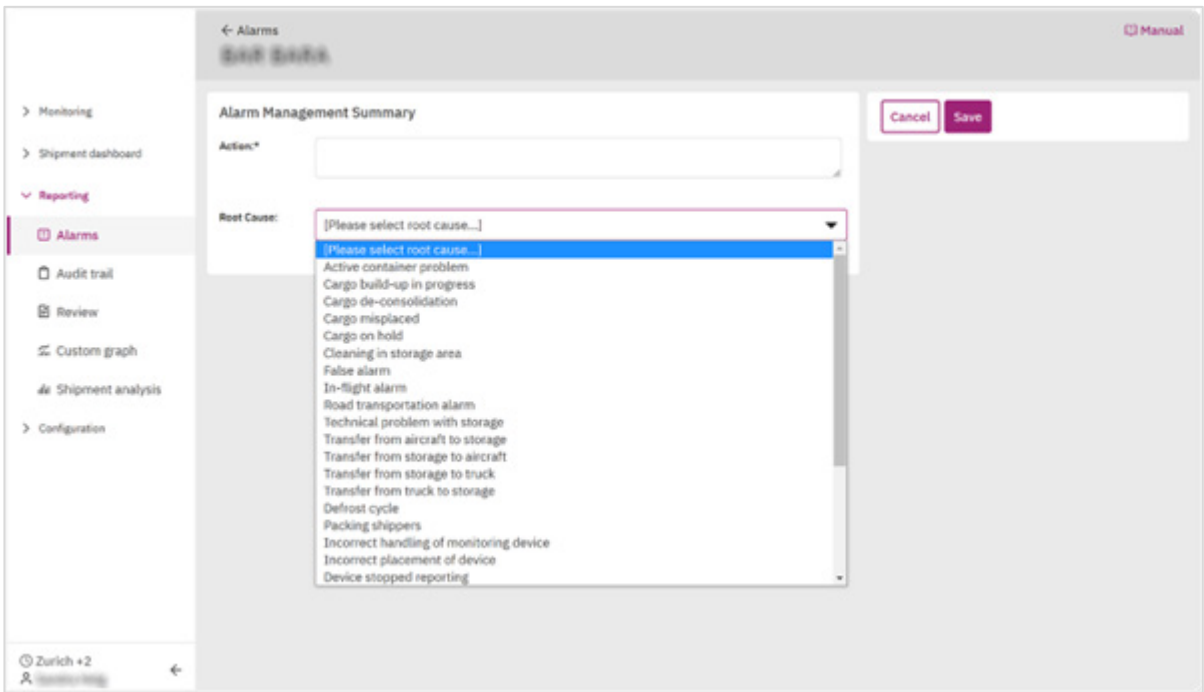 ← Alarms
Manual
> Monitoring
> Shipment dashboard
Reporting
Alarms
Audit trail
Review
Custom graph
Shipment analysis
> Configuration
Zurich +2
←
Alarm Management Summary
Action:*
Root Cause:
[Please select root cause...]
[Please select root cause...]
Active container problem
Cargo build-up in progress
Cargo de-consolidation
Cargo misplaced
Cargo on hold
Cleaning in storage area
False alarm
In-flight alarm
Road transportation alarm
Technical problem with storage
Transfer from aircraft to storage
Transfer from storage to aircraft
Transfer from storage to truck
Transfer from truck to storage
Defrost cycle
Packing shippers
Incorrect handling of monitoring device
Incorrect placement of device
Device stopped reporting
Cancel Save